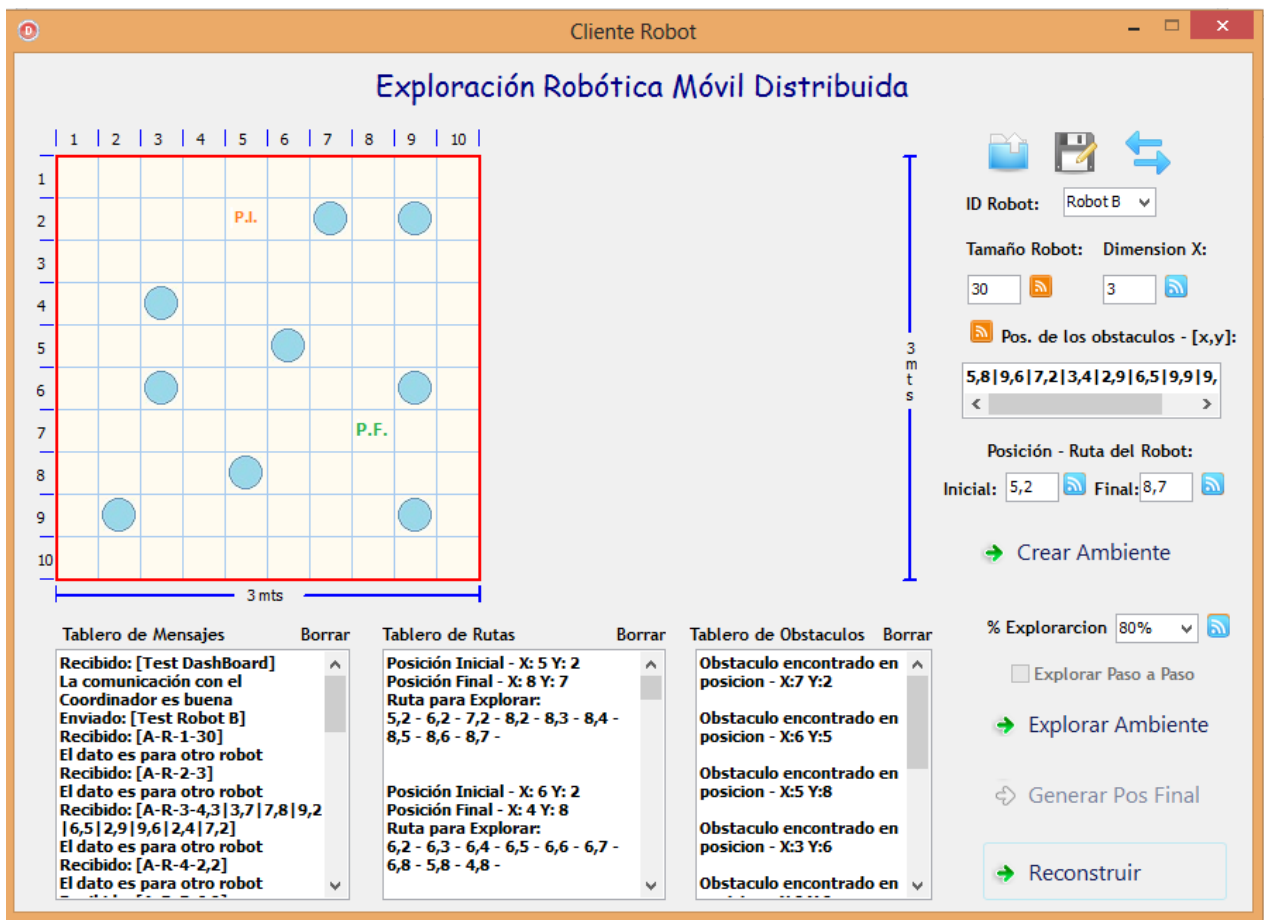 Cliente Robot
Exploración Robótica Móvil Distribuida
1 2 3 4 5 6 7 8 9 10
1
2
3
4
5
6
7
8
9
10
P.I.
P.F.
3 mts
3
m
t
s
ID Robot: Robot B
Tamaño Robot: Dimension X:
30 3
Pos. de los obstaculos - [x,y]:
5,8|9,6|7,2|3,4|2,9|6,5|9,9|9,
Posición - Ruta del Robot:
Inicial: 5,2 Final: 8,7
Crear Ambiente
% Explorarcion 80%
Explorar Paso a Paso
Explorar Ambiente
Generar Pos Final
Reconstruir
Tablero de Mensajes Borrar
Recibido: [Test DashBoard]
La comunicación con el
Coordinador es buena
Enviado: [Test Robot B]
Recibido: [A-R-1-30]
El dato es para otro robot
Recibido: [A-R-2-3]
El dato es para otro robot
Recibido: [A-R-3-4,3|3,7|7,8|9,2
|6,5|2,9|9,6|2,4|7,2]
El dato es para otro robot
Recibido: [A-R-4-2,2]
El dato es para otro robot
Tablero de Rutas Borrar
Posición Inicial - X: 5 Y: 2
Posición Final - X: 8 Y: 7
Ruta para Explorar:
5,2 - 6,2 - 7,2 - 8,2 - 8,3 - 8,4 -
8,5 - 8,6 - 8,7 -
Posición Inicial - X: 6 Y: 2
Posición Final - X: 4 Y: 8
Ruta para Explorar:
6,2 - 6,3 - 6,4 - 6,5 - 6,6 - 6,7 -
6,8 - 5,8 - 4,8 -
Tablero de Obstaculos Borrar
Obstaculo encontrado en
posicion - X:7 Y:2
Obstaculo encontrado en
posicion - X:6 Y:5
Obstaculo encontrado en
posicion - X:5 Y:8
Obstaculo encontrado en
posicion - X:3 Y:6
Obstaculo encontrado en